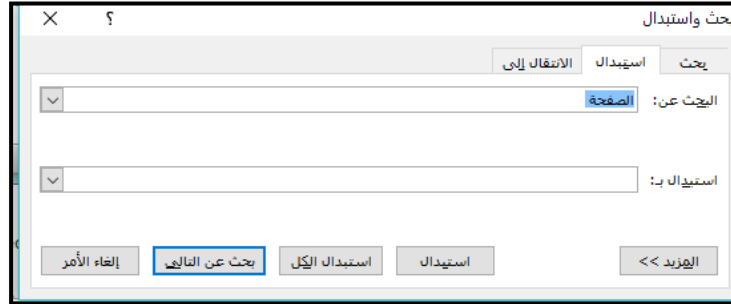 بحث واستبدال ؟
بحث استبدال الانتقال إلى
البحث عن: الصفحة
استبدال بـ:
المزيد >> استبدال استبدال الكل بحث عن التالي إلغاء الأمر